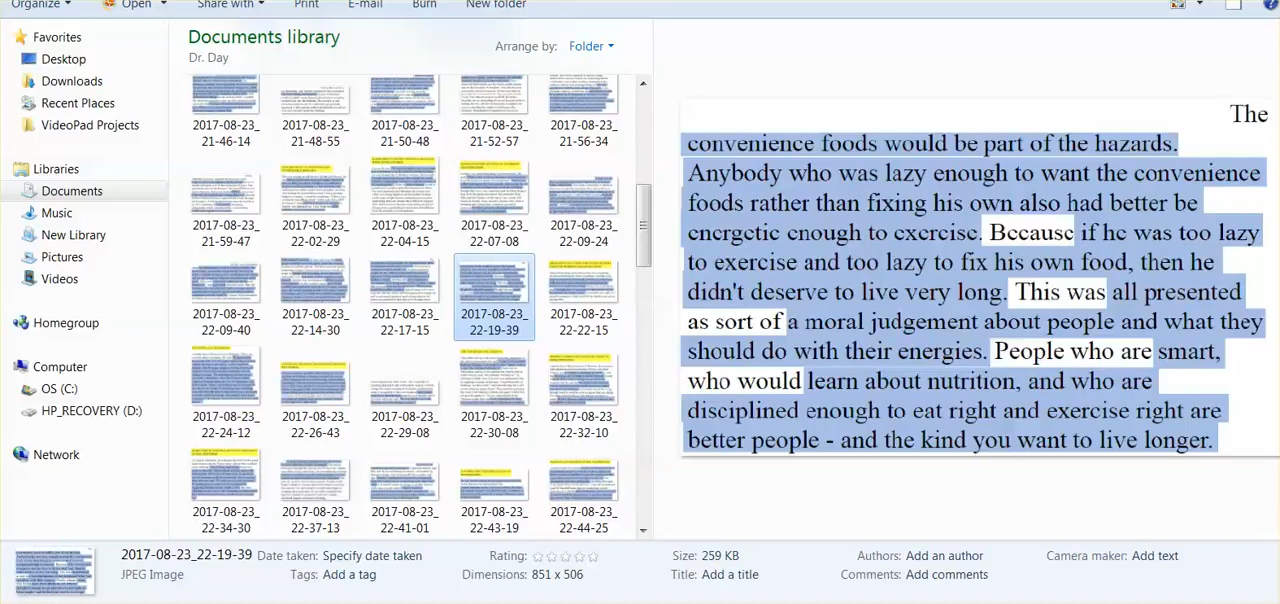 Organize
Open
Share with
Print
E-mail
Burn
New folder
Favorites
Desktop
Downloads
Recent Places
VideoPad Projects
Libraries
Documents
Music
New Library
Pictures
Videos
Homegroup
Computer
OS (C:)
HP_RECOVERY (D:)
Network
Documents library
Dr. Day
Arrange by: Folder
2017-08-23_ 2017-08-23_ 2017-08-23_ 2017-08-23_ 2017-08-23_
21-46-14 21-48-55 21-50-48 21-52-57 21-56-34
2017-08-23_ 2017-08-23_ 2017-08-23_ 2017-08-23_ 2017-08-23_
21-59-47 22-02-29 22-04-15 22-07-08 22-09-24
2017-08-23_ 2017-08-23_ 2017-08-23_ 2017-08-23_ 2017-08-23_
22-09-40 22-14-30 22-17-15 22-19-39 22-22-15
2017-08-23_ 2017-08-23_ 2017-08-23_ 2017-08-23_ 2017-08-23_
22-24-12 22-26-43 22-29-08 22-30-08 22-32-10
2017-08-23_ 2017-08-23_ 2017-08-23_ 2017-08-23_ 2017-08-23_
22-34-30 22-37-13 22-41-01 22-43-19 22-44-25
The
convenience foods would be part of the hazards.
Anybody who was lazy enough to want the convenience
foods rather than fixing his own also had better be
energetic enough to exercise. Because if he was too lazy
to exercise and too lazy to fix his own food, then he
didn't deserve to live very long. This was all presented
as sort of a moral judgement about people and what they
should do with their energies. People who are smart,
who would learn about nutrition, and who are
disciplined enough to eat right and exercise right are
better people - and the kind you want to live longer.
2017-08-23_22-19-39 Date taken: Specify date taken Rating: Size: 259 KB Authors: Add an author Camera maker: Add text
JPEG Image Tags: Add a tag Dimensions: 851 x 506 Title: Add a title Comments: Add comments